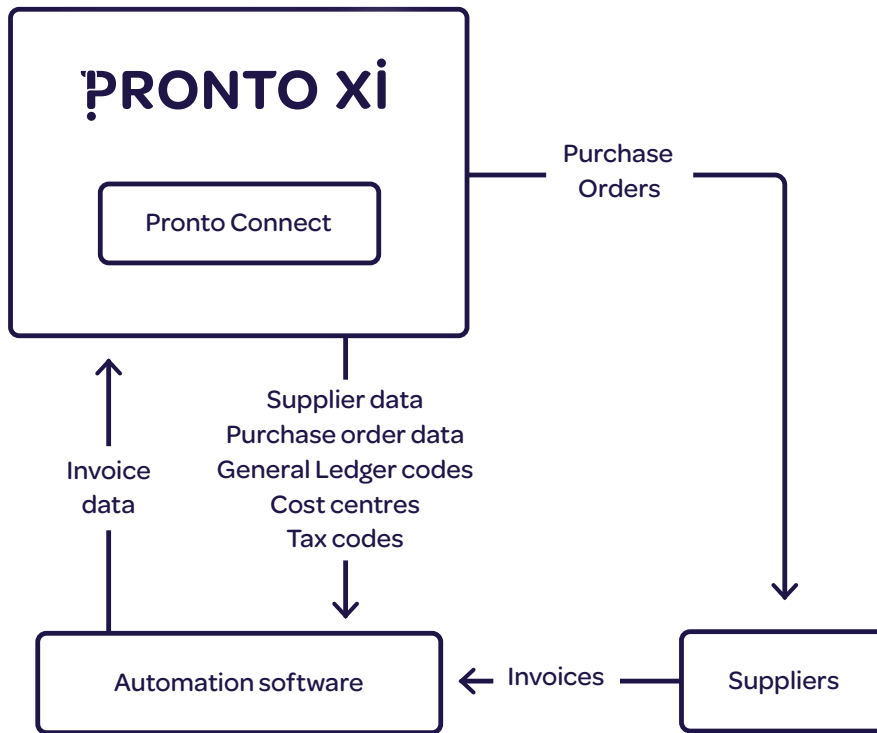 PRONTO Xi
Pronto Connect
Purchase
Orders
Supplier data
Purchase order data
General Ledger codes
Cost centres
Tax codes
Invoice
data
Automation software
Invoices
Suppliers